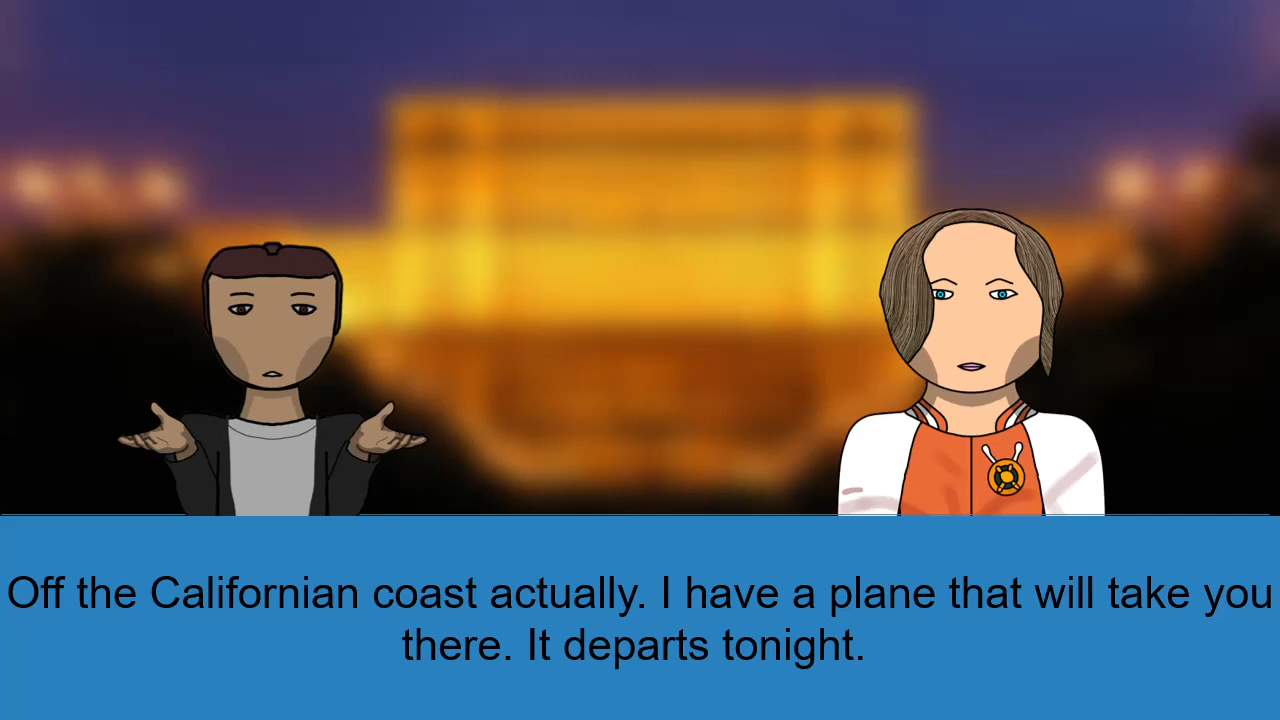 Off the Californian coast actually. I have a plane that will take you
there. It departs tonight.